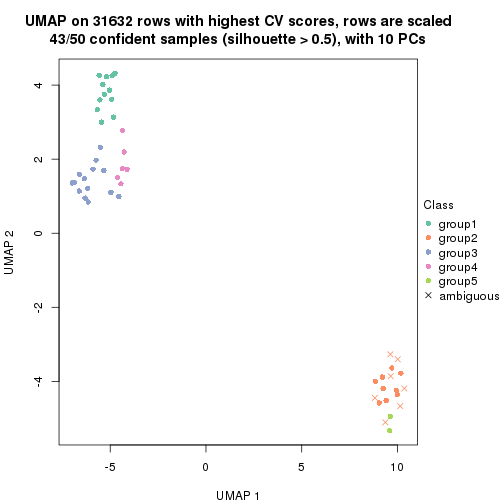 UMAP on 31632 rows with highest CV scores, rows are scaled
43/50 confident samples (silhouette > 0.5), with 10 PCs
4
2
0
-2
-4
UMAP 2
-5
0
5
10
UMAP 1
Class
group1
group2
group3
group4
group5
ambiguous